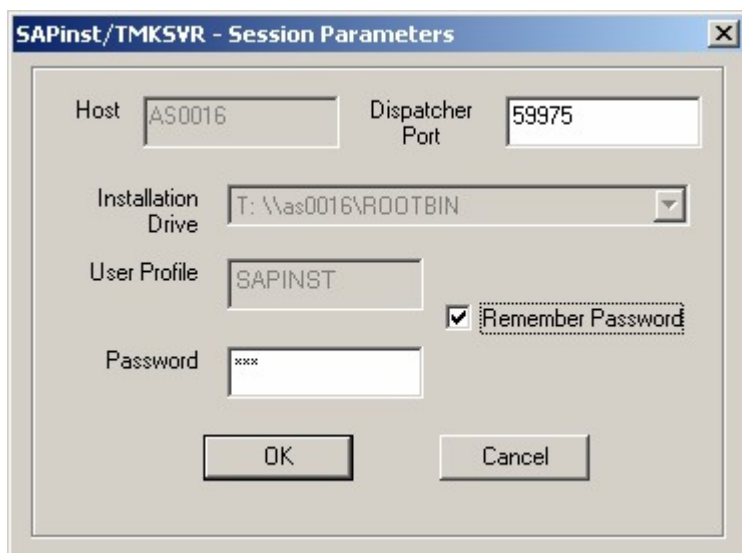 SAPinst/TMKSVR - Session Parameters
Host
AS0016
Dispatcher
Port
59975
Installation
Drive
T: \\as0016\ROOTBIN
User Profile
SAPINST
Remember Password
Password
***
OK
Cancel